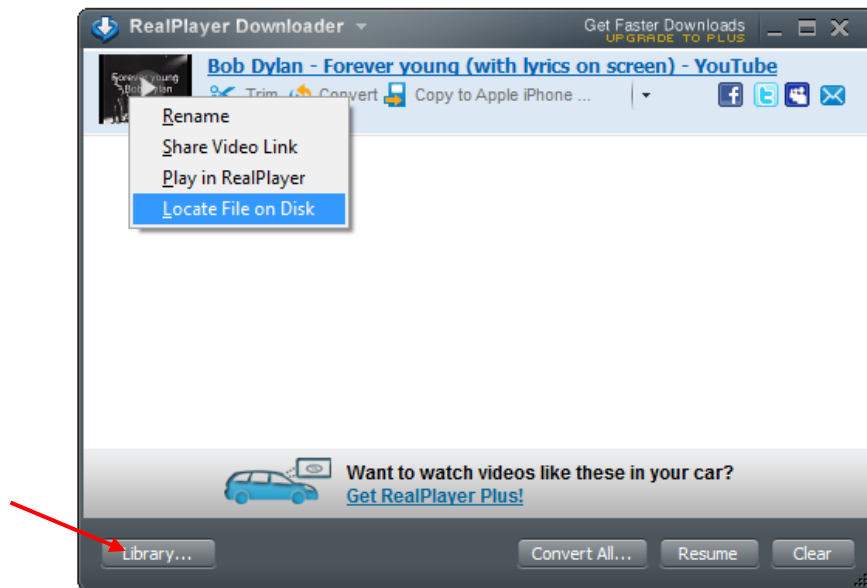 RealPlayer Downloader
Get Faster Downloads
UPGRADE TO PLUS
Bob Dylan - Forever young (with lyrics on screen) - YouTube
Forever young
Trim Convert Copy to Apple iPhone ...
Rename
Share Video Link
Play in RealPlayer
Locate File on Disk
Want to watch videos like these in your car?
Get RealPlayer Plus!
Library... Convert All... Resume Clear